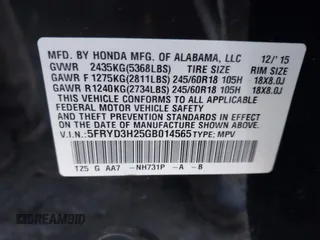 MFD. BY HONDA MFG. OF ALABAMA, LLC 12/'15
GVWR 2435KG(5368LBS) TIRE SIZE RIM SIZE
GAWR F 1275KG(2811LBS) 245/60R18 105H 18X8.0J
GAWR R 1240KG(2734LBS) 245/60R18 105H 18X8.0J
THIS VEHICLE CONFORMS TO ALL APPLICABLE FEDERAL
MOTOR VEHICLE SAFETY AND THEFT PREVENTION
STANDARDS IN EFFECT ON THE DATE OF MANUFACTURE
SHOWN ABOVE.
V.I.N.: 5FRYD3H25GB014565 TYPE: MPV
TZ5 G AA7 -NH731P -A -B
DREAMBID